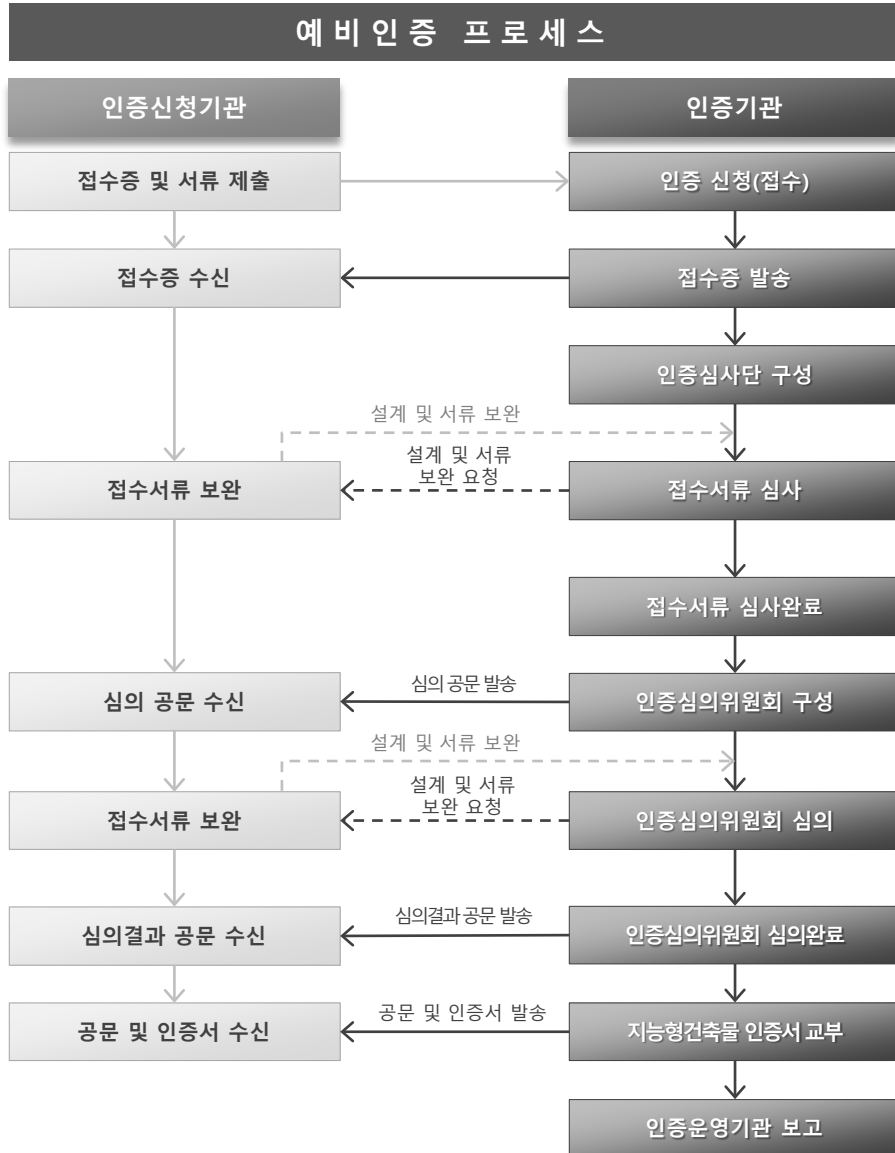 예비인증 프로세스
인증신청기관
인증기관
접수증 및 서류 제출
인증 신청(접수)
접수증 수신
접수증 발송
인증심사단 구성
설계 및 서류 보완
설계 및 서류
보완 요청
접수서류 보완
접수서류 심사
접수서류 심사완료
심의 공문 수신
심의 공문 발송
인증심의위원회 구성
설계 및 서류 보완
설계 및 서류
보완 요청
접수서류 보완
인증심의위원회 심의
심의결과 공문 수신
심의결과 공문 발송
인증심의위원회 심의완료
공문 및 인증서 수신
공문 및 인증서 발송
지능형건축물 인증서 교부
인증운영기관 보고